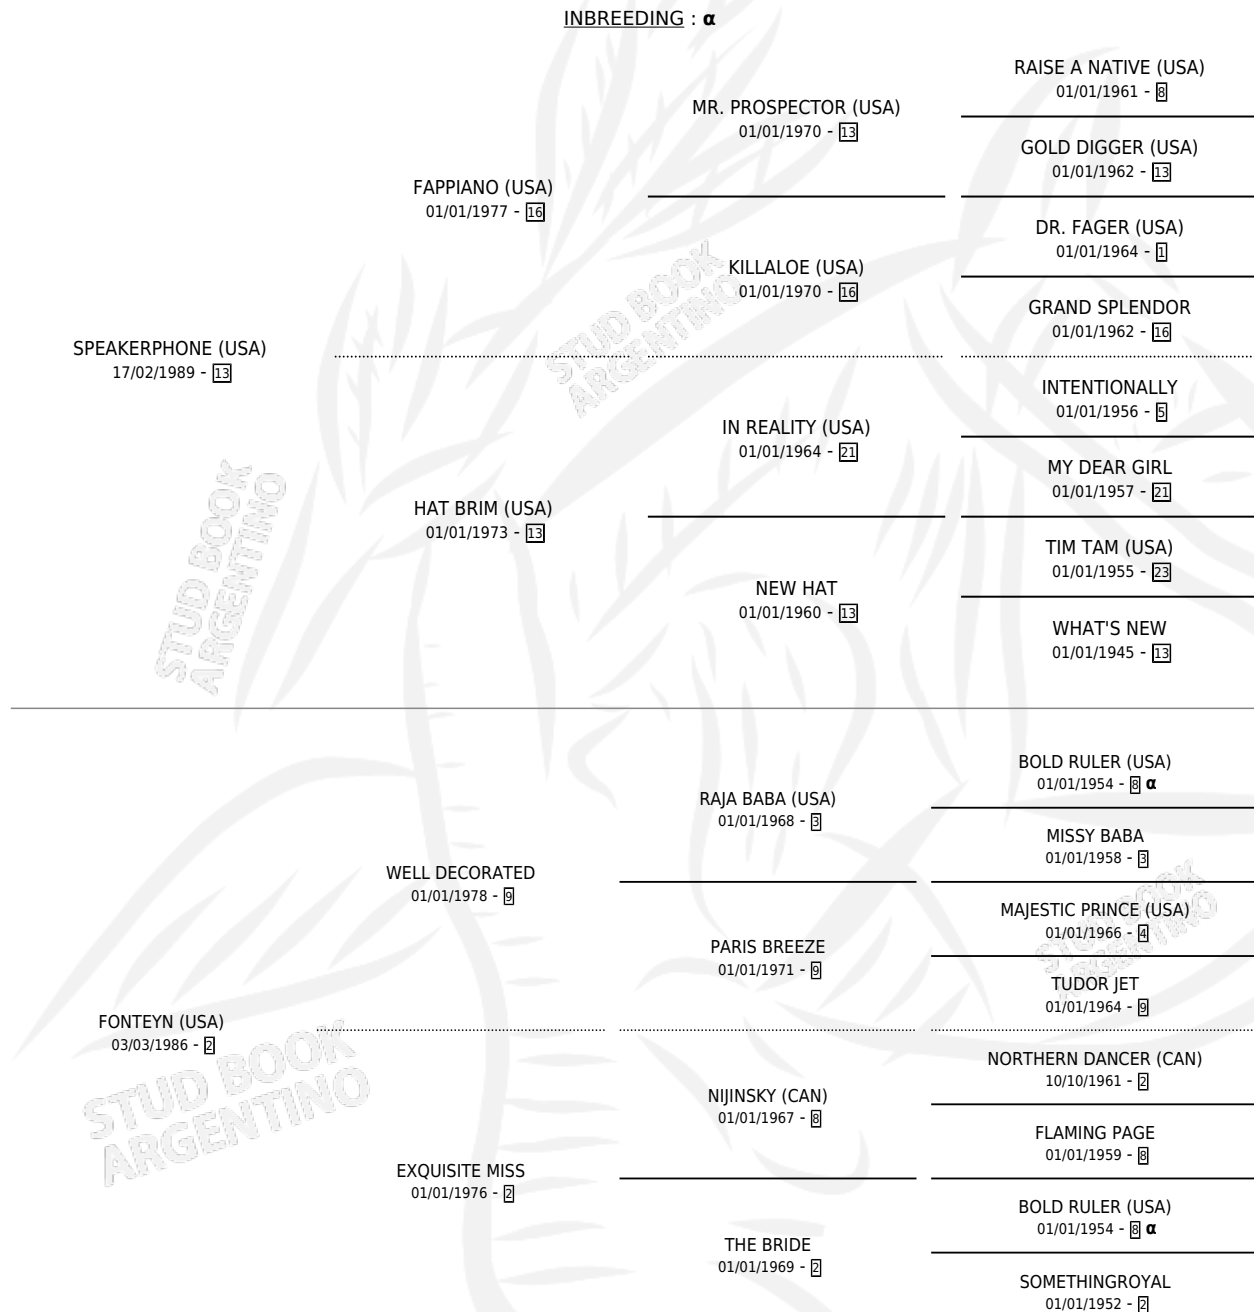 INBREEDING : α
RAISE A NATIVE (USA)
01/01/1961 - 8
MR. PROSPECTOR (USA)
01/01/1970 - 13
GOLD DIGGER (USA)
01/01/1962 - 13
FAPPIANO (USA)
01/01/1977 - 16
DR. FAGER (USA)
01/01/1964 - 1
KILLALOE (USA)
01/01/1970 - 16
GRAND SPLENDOR
01/01/1962 - 16
SPEAKERPHONE (USA)
17/02/1989 - 13
INTENTIONALLY
01/01/1956 - 5
IN REALITY (USA)
01/01/1964 - 21
MY DEAR GIRL
01/01/1957 - 21
HAT BRIM (USA)
01/01/1973 - 13
TIM TAM (USA)
01/01/1955 - 23
NEW HAT
01/01/1960 - 13
WHAT'S NEW
01/01/1945 - 13
BOLD RULER (USA)
01/01/1954 - 8 α
RAJA BABA (USA)
01/01/1968 - 3
MISSY BABA
01/01/1958 - 3
WELL DECORATED
01/01/1978 - 9
MAJESTIC PRINCE (USA)
01/01/1966 - 4
PARIS BREEZE
01/01/1971 - 9
TUDOR JET
01/01/1964 - 9
FONTEYN (USA)
03/03/1986 - 2
NORTHERN DANCER (CAN)
10/10/1961 - 2
NIJINSKY (CAN)
01/01/1967 - 8
FLAMING PAGE
01/01/1959 - 8
EXQUISITE MISS
01/01/1976 - 2
BOLD RULER (USA)
01/01/1954 - 8 α
THE BRIDE
01/01/1969 - 2
SOMETHINGROYAL
01/01/1952 - 2
STUD BOOK
ARGENTINO
STUD BOOK
ARGENTINO
STUD BOOK
ARGENTINO
STUD BOOK
ARGENTINO